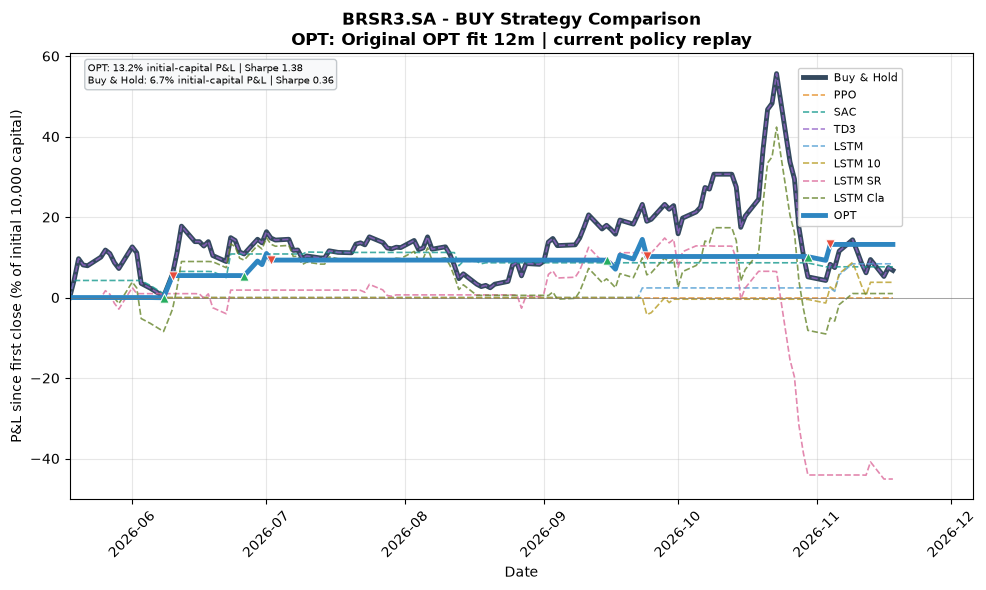 BRSR3.SA - BUY Strategy Comparison
OPT: Original OPT fit 12m | current policy replay
OPT: 13.2% initial-capital P&L | Sharpe 1.38
Buy & Hold: 6.7% initial-capital P&L | Sharpe 0.36
Buy & Hold
PPO
SAC
TD3
LSTM
LSTM 10
LSTM SR
LSTM Cla
OPT
P&L since first close (% of initial 10,000 capital)
60
40
20
0
−20
−40
2026-06
2026-07
2026-08
2026-09
2026-10
2026-11
2026-12
Date